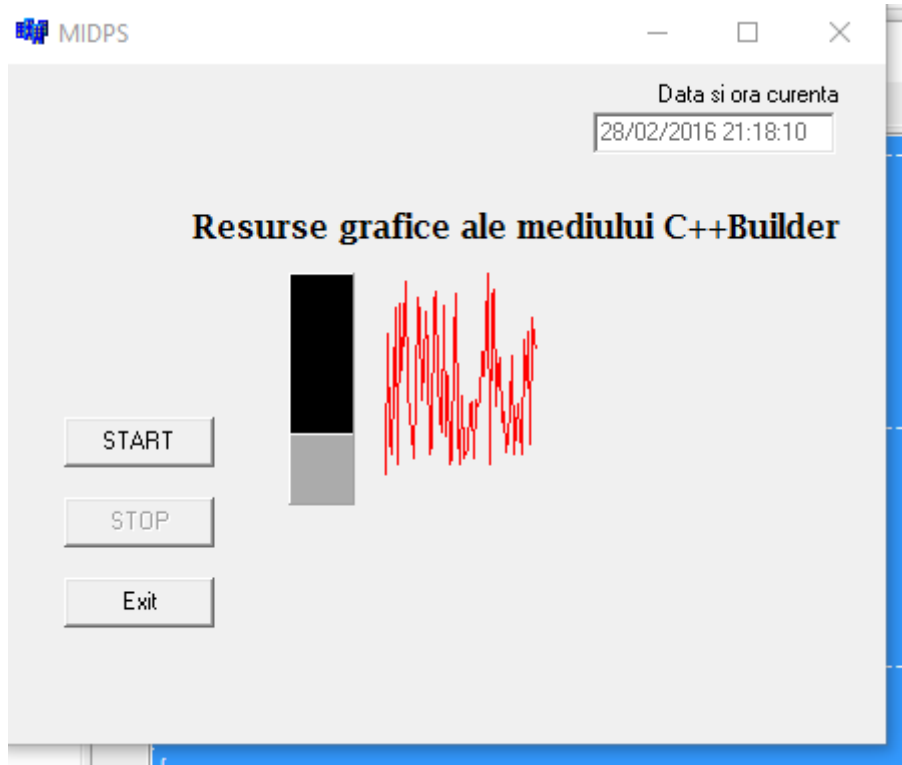 MIDPS
Data si ora curenta
28/02/2016 21:18:10
Resurse grafice ale mediului C++Builder
START
STOP
Exit